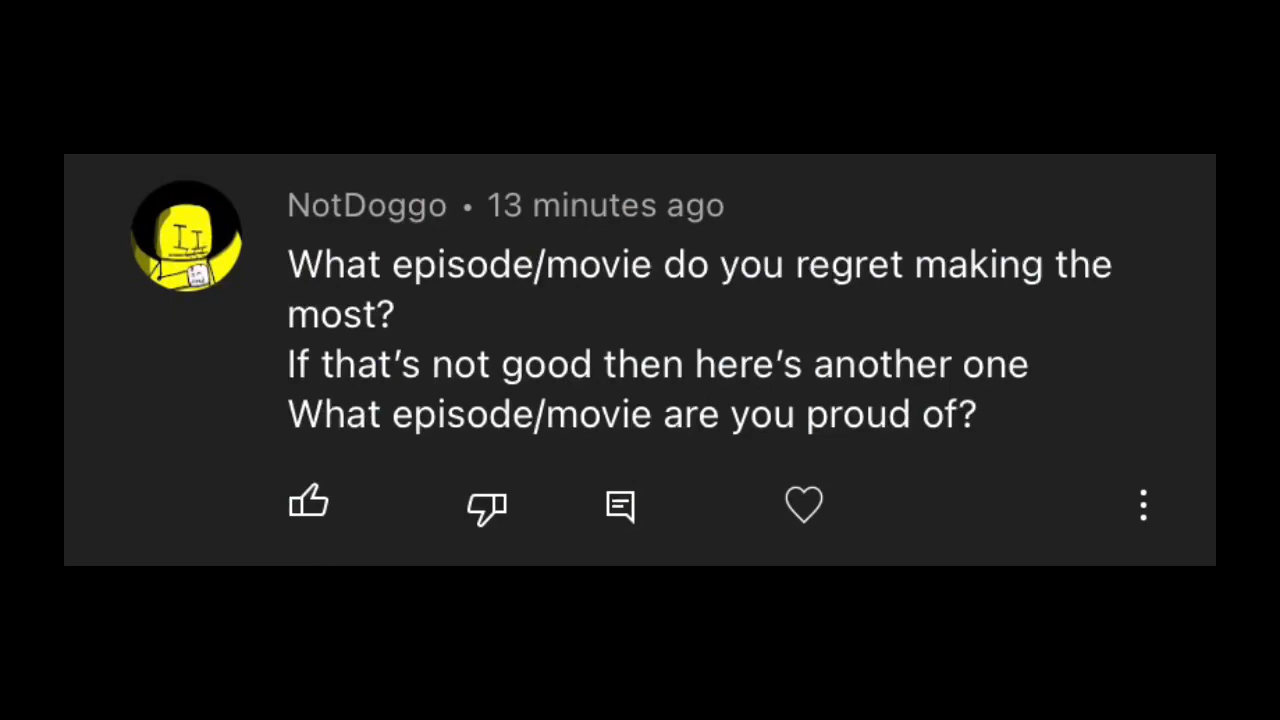 NotDoggo • 13 minutes ago
What episode/movie do you regret making the
most?
If that’s not good then here’s another one
What episode/movie are you proud of?